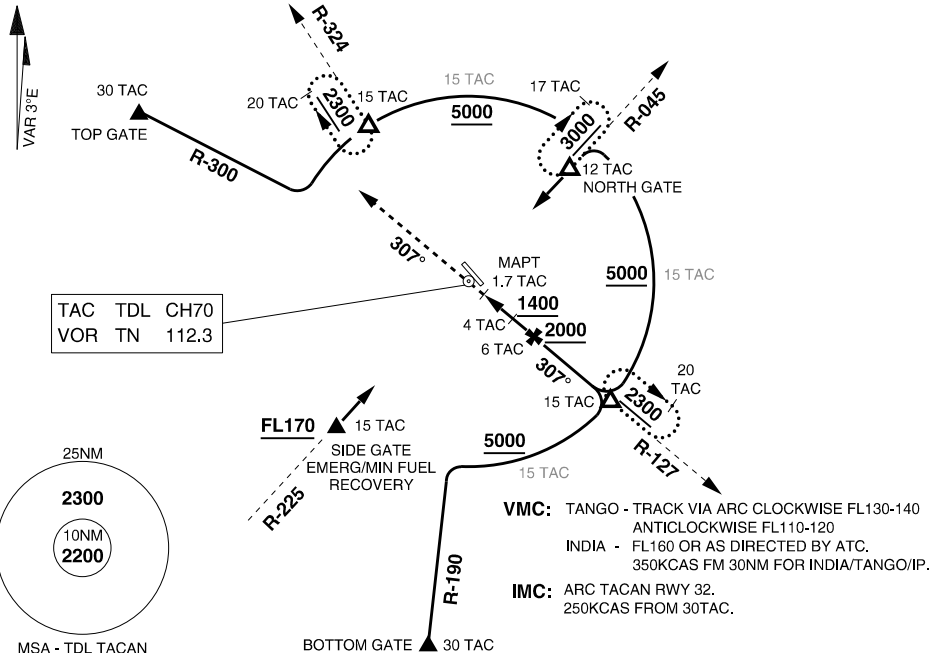 VAR 3°E
R-324
30 TAC
TOP GATE
R-300
20 TAC
2300
15 TAC
15 TAC
5000
17 TAC
3000
R-045
12 TAC
NORTH GATE
307°
MAPT
1.7 TAC
1400
4 TAC
2000
6 TAC
307°
5000
15 TAC
TAC TDL CH70
VOR TN 112.3
15 TAC
2300
20
TAC
R-127
FL170
15 TAC
SIDE GATE
EMERG/MIN FUEL
RECOVERY
R-225
5000
15 TAC
R-190
BOTTOM GATE
30 TAC
25NM
2300
10NM
2200
MSA - TDL TACAN
VMC: TANGO - TRACK VIA ARC CLOCKWISE FL130-140
ANTICLOCKWISE FL110-120
INDIA - FL160 OR AS DIRECTED BY ATC.
350KCAS FM 30NM FOR INDIA/TANGO/IP.
IMC: ARC TACAN RWY 32.
250KCAS FROM 30TAC.